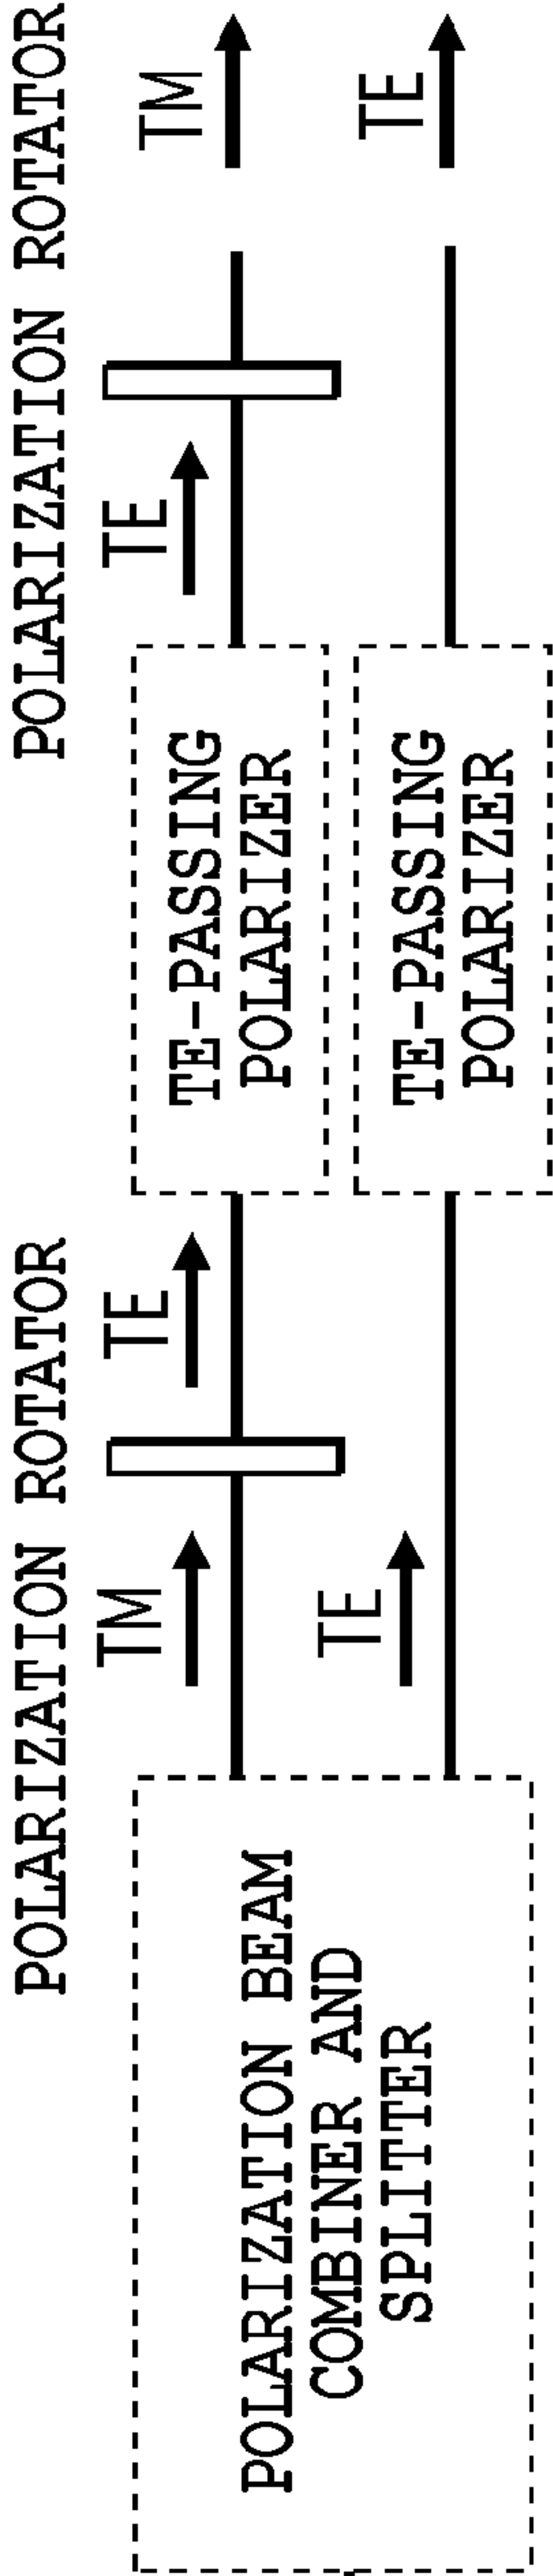 POLARIZATION ROTATOR
POLARIZATION ROTATOR
TM
TE
TE
TM
TE
TE
POLARIZATION BEAM
COMBINER AND
SPLITTER
TE-PASSING
POLARIZER
TE-PASSING
POLARIZER